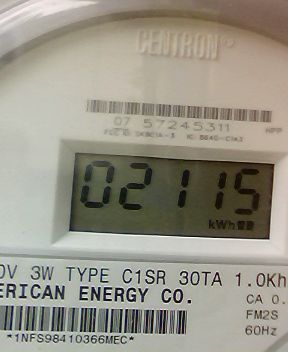 CENTRON®
07 57245311 HPP
02115
kWh
0V 3W TYPE C1SR 30TA 1.0Kh
ERICAN ENERGY CO.
CA 0.
FM2S
60Hz
*1NFS98410366MEC*